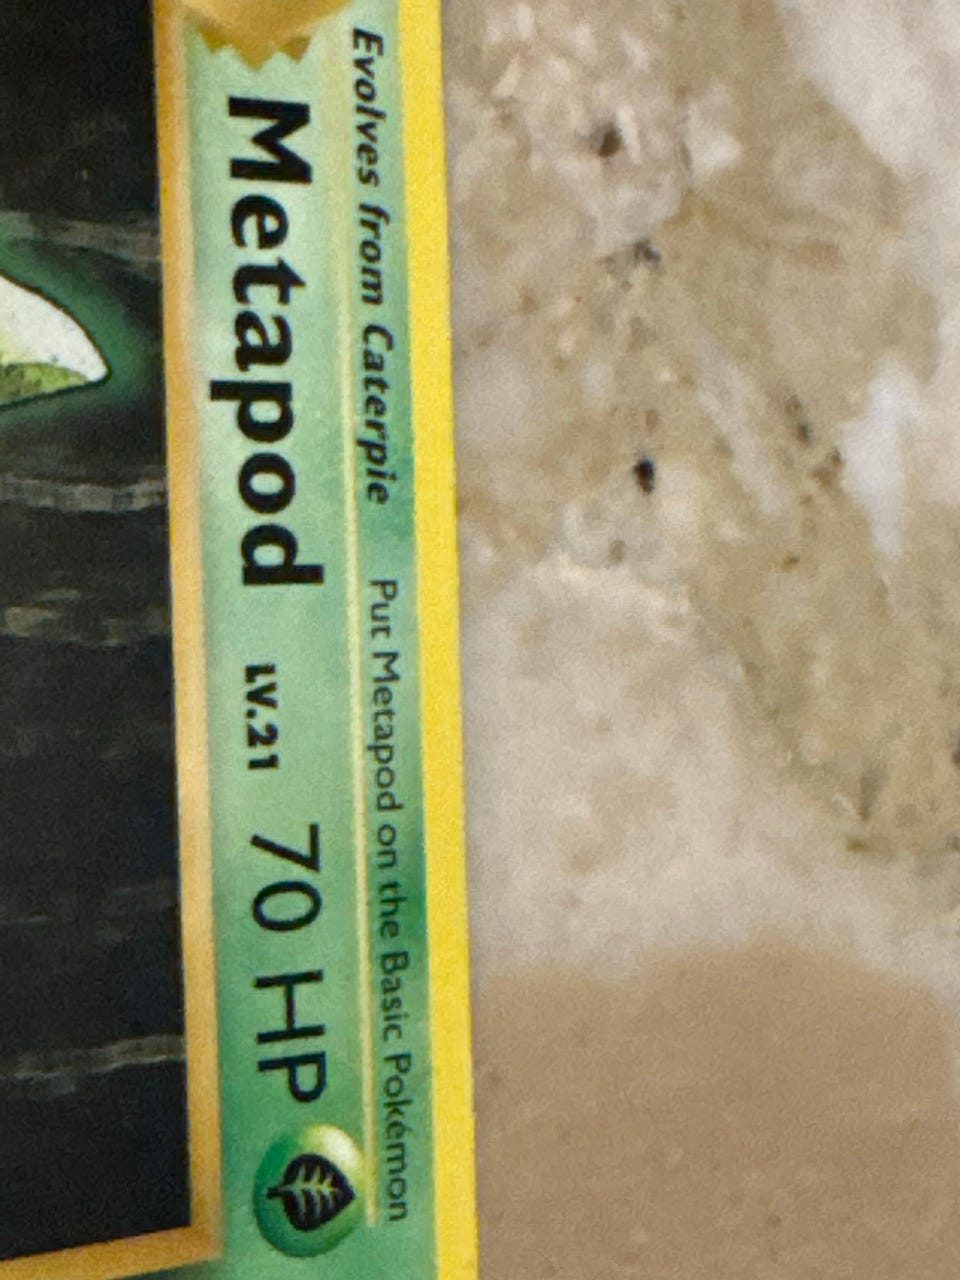 Evolves from Caterpie Put Metapod on the Basic Pokémon
Metapod LV.21 70 HP